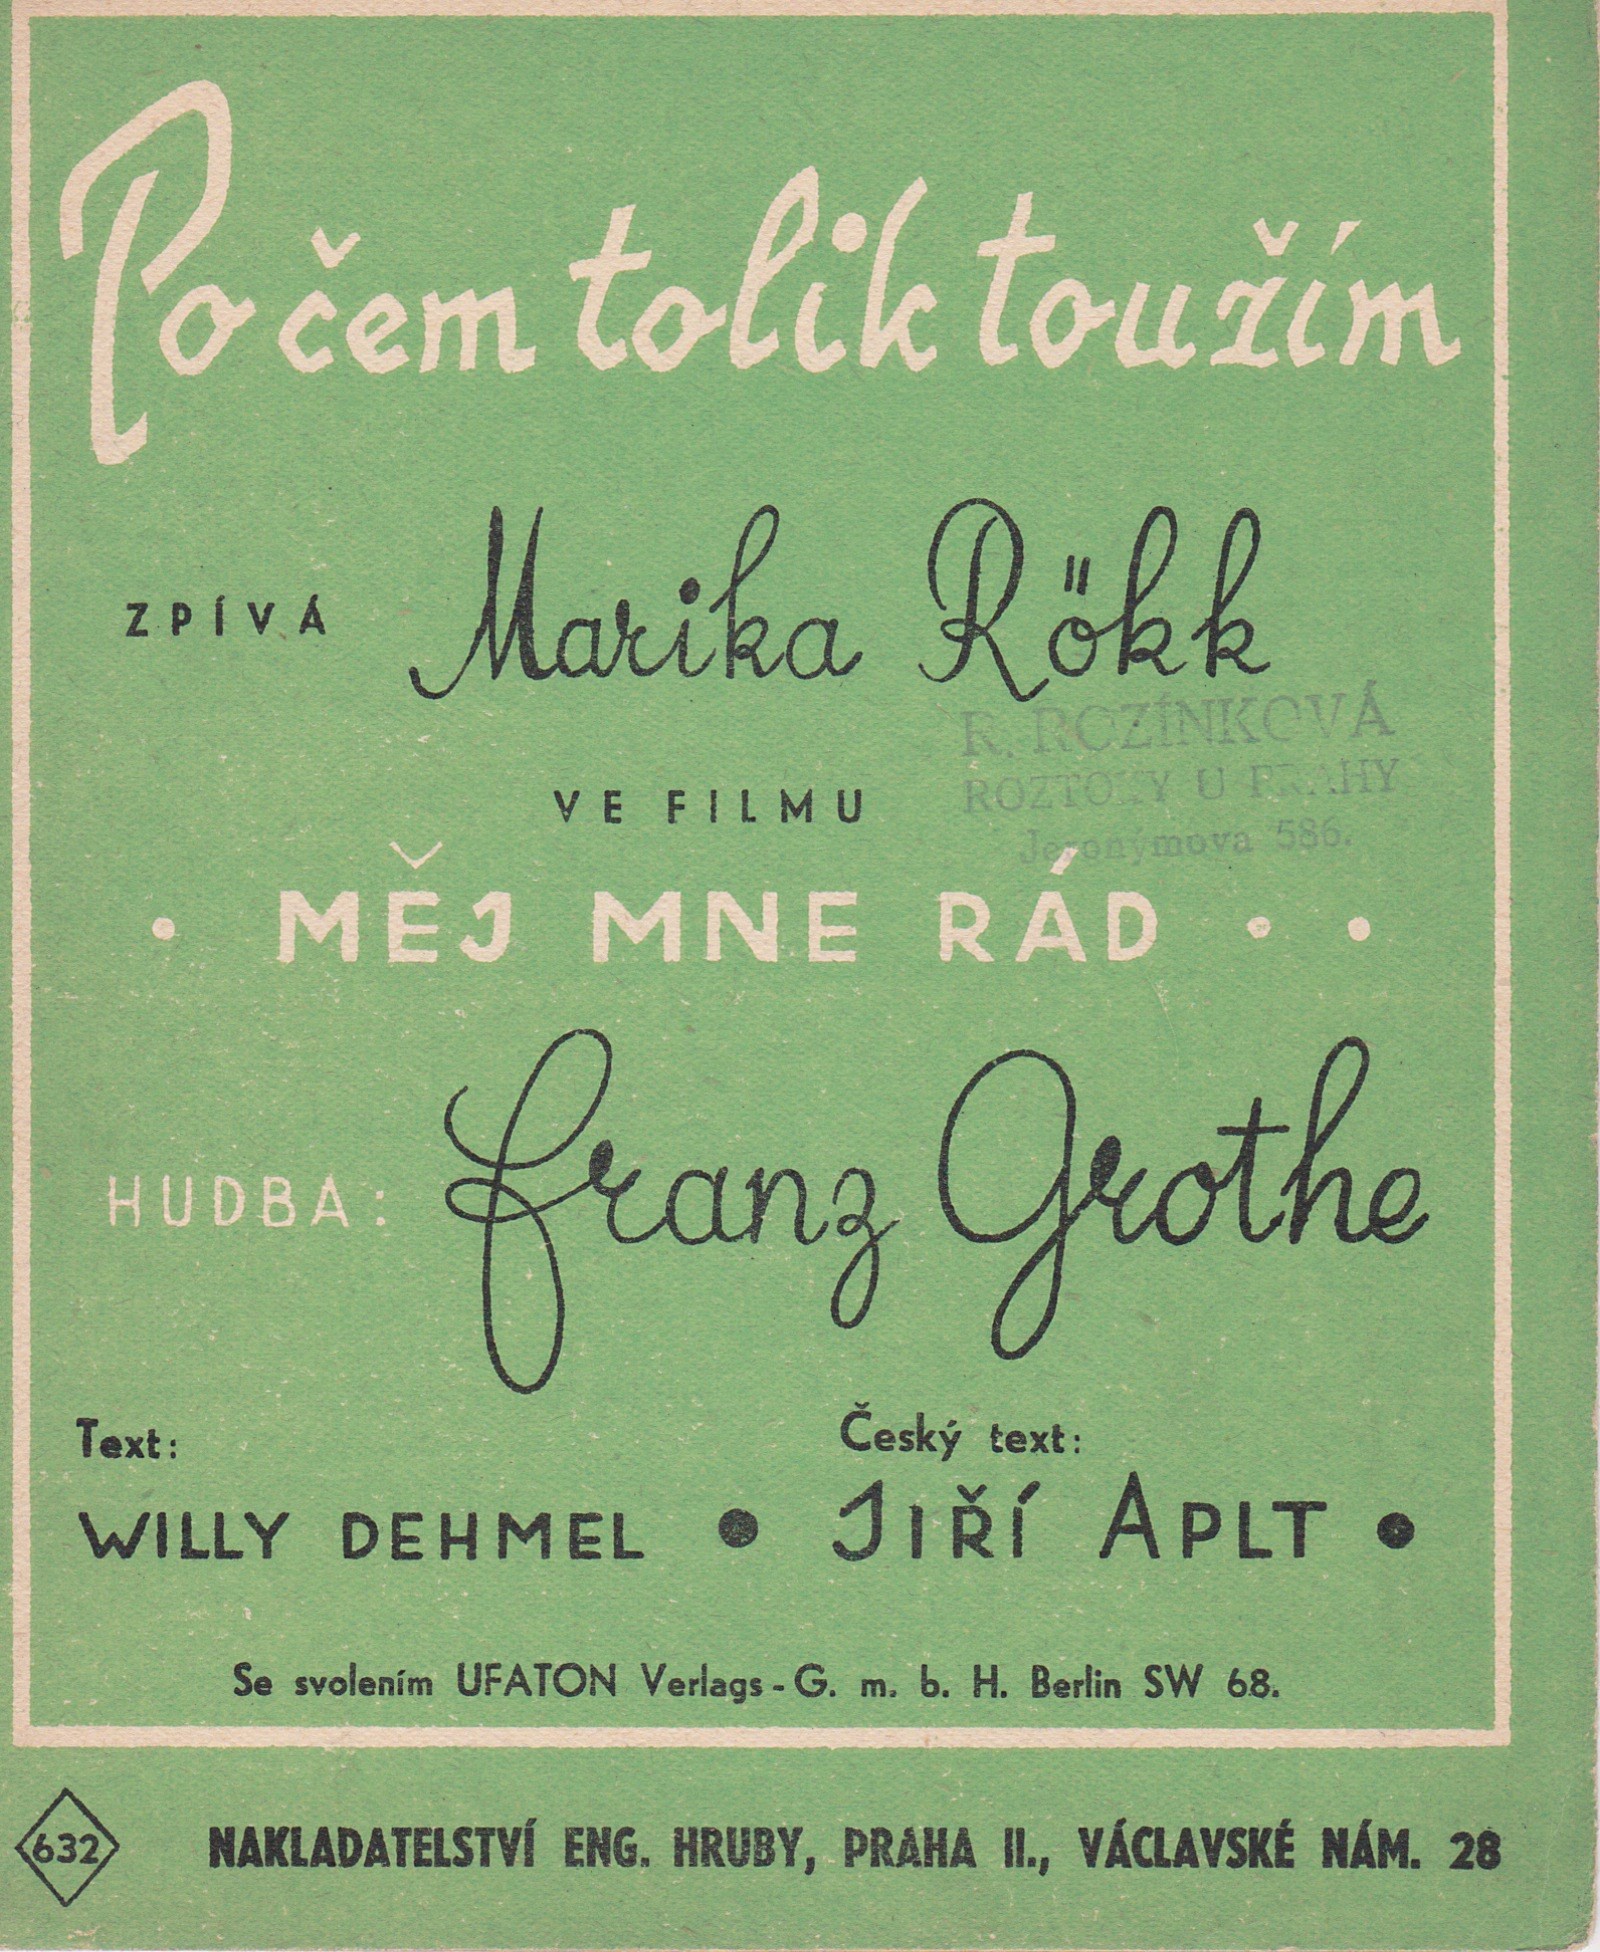 Po čem tolik toužím
ZPÍVÁ Marika Rökk
R. ROZÍNKOVÁ
ROZTOKY U PRAHY
Jeronýmova 586.
VE FILMU
• MĚJ MNE RÁD • •
HUDBA: Franz Grothe
Text: Český text:
WILLY DEHMEL • JIŘÍ APLT •
Se svolením UFATON Verlags-G. m. b. H. Berlin SW 68.
632 NAKLADATELSTVÍ ENG. HRUBY, PRAHA II., VÁCLAVSKÉ NÁM. 28